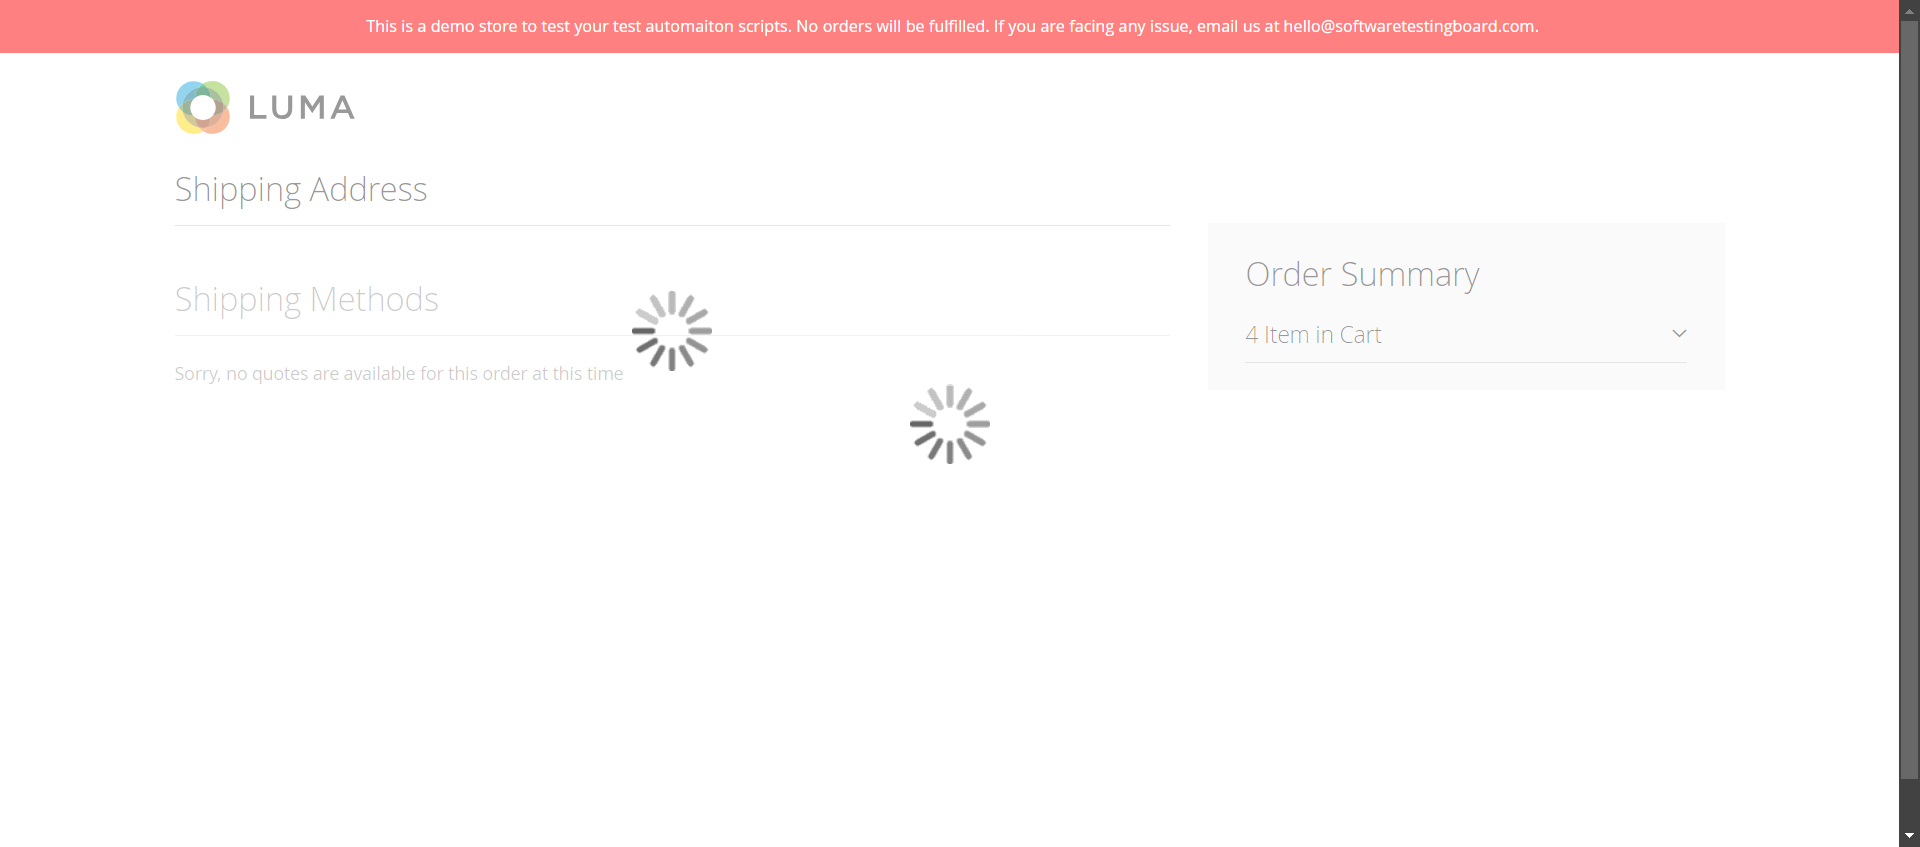 This is a demo store to test your test automaiton scripts. No orders will be fulfilled. If you are facing any issue, email us at hello@softwaretestingboard.com.
LUMA
Shipping Address
Shipping Methods
Sorry, no quotes are available for this order at this time
Order Summary
4 Item in Cart